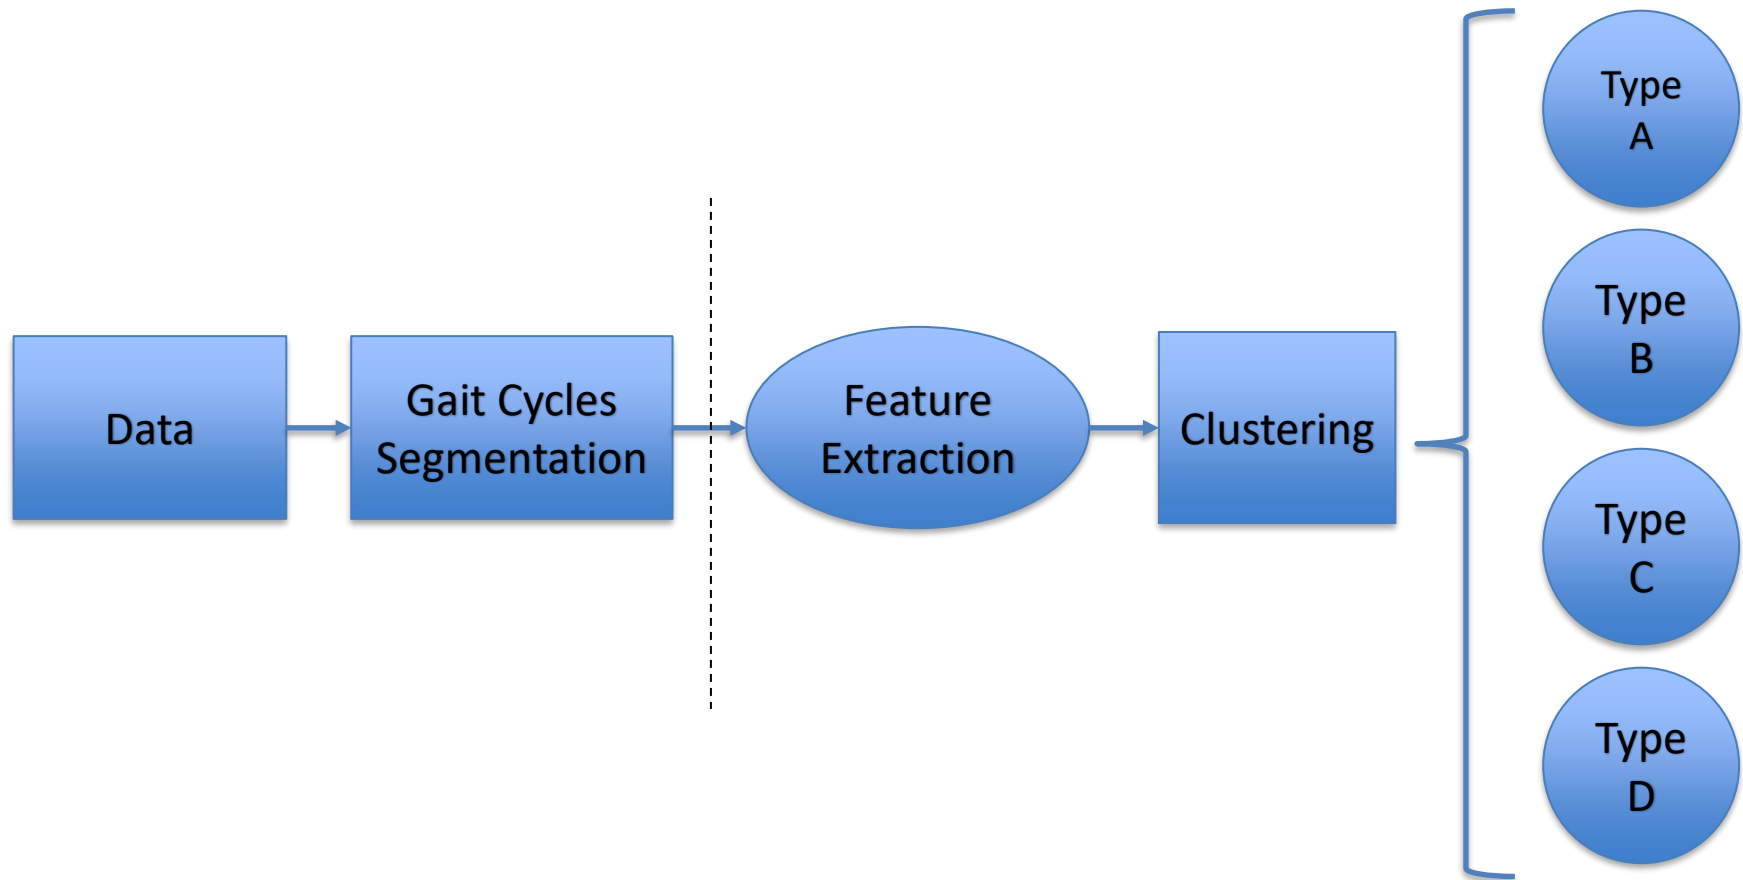 Data
Gait Cycles
Segmentation
Feature
Extraction
Clustering
Type
A
Type
B
Type
C
Type
D